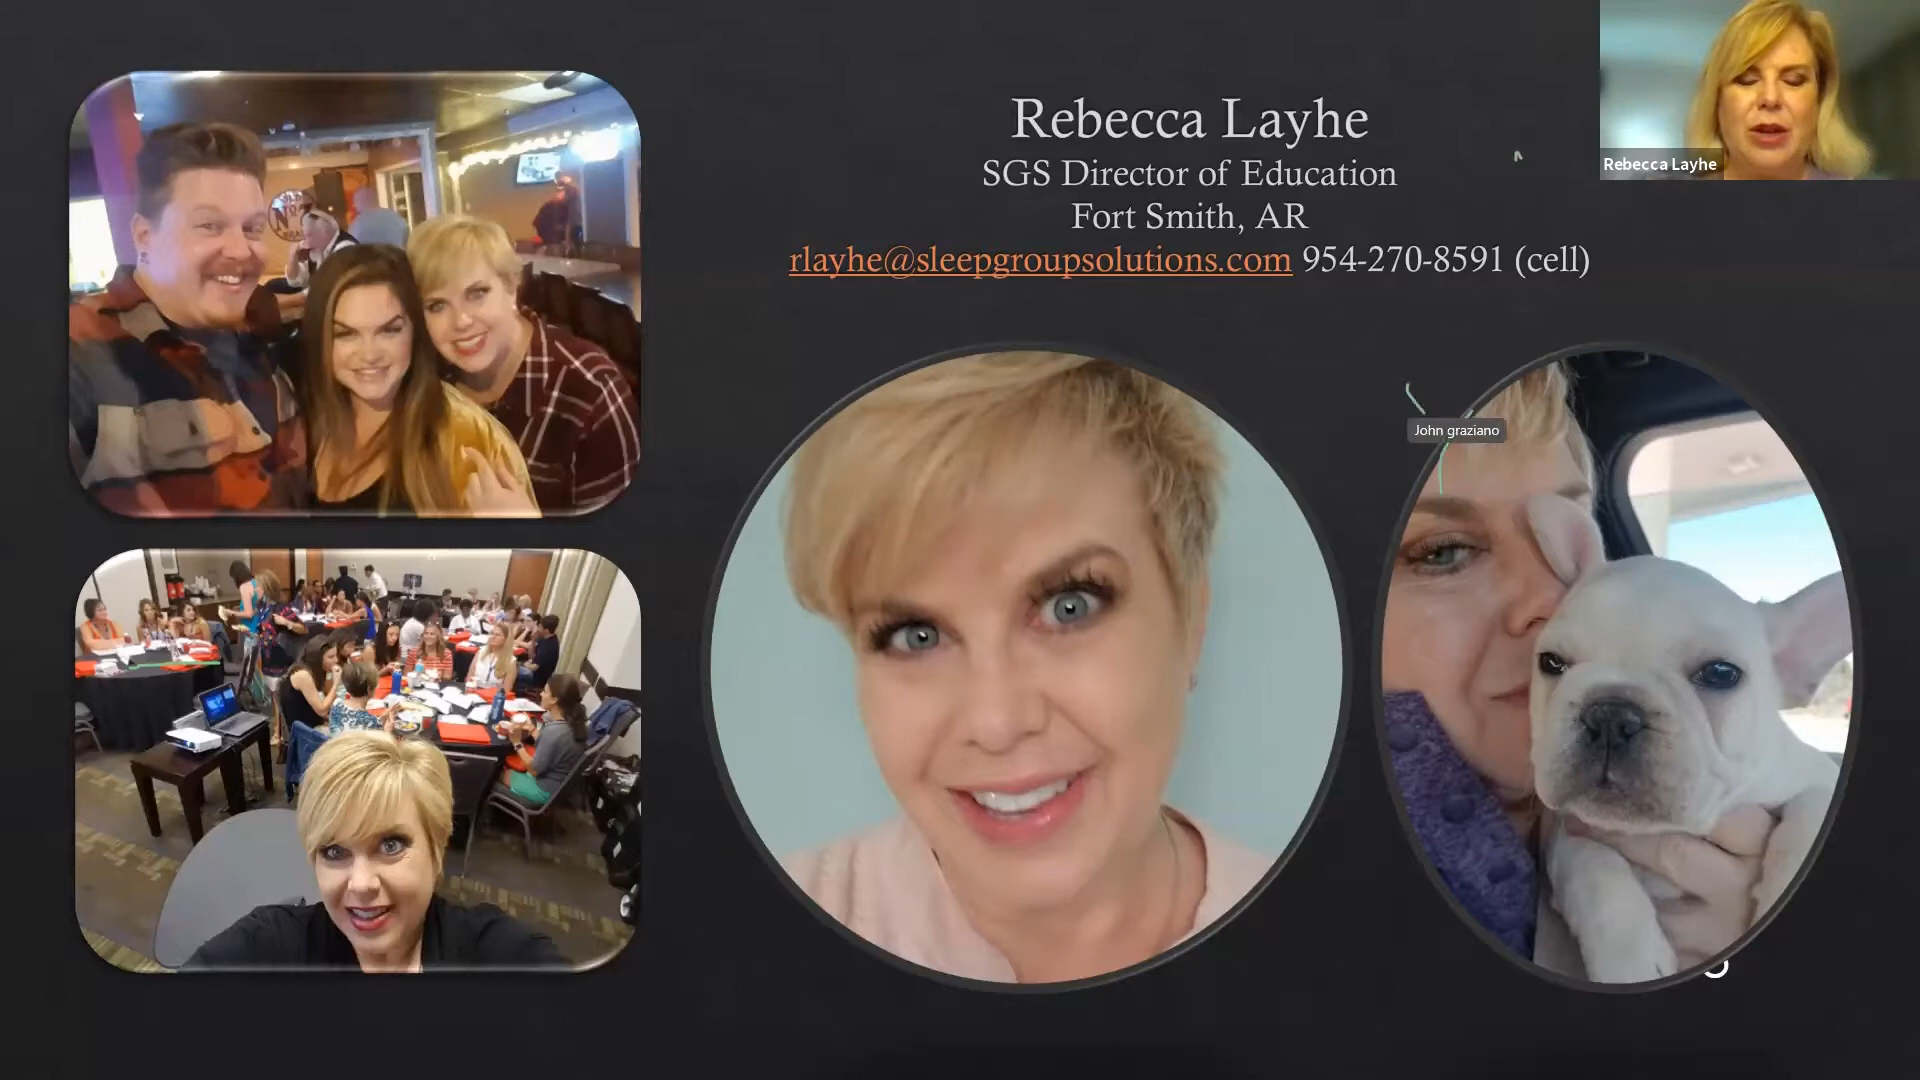 Rebecca Layhe
SGS Director of Education
Fort Smith, AR
rlayhe@sleepgroupsolutions.com 954-270-8591 (cell)
Rebecca Layhe
John graziano